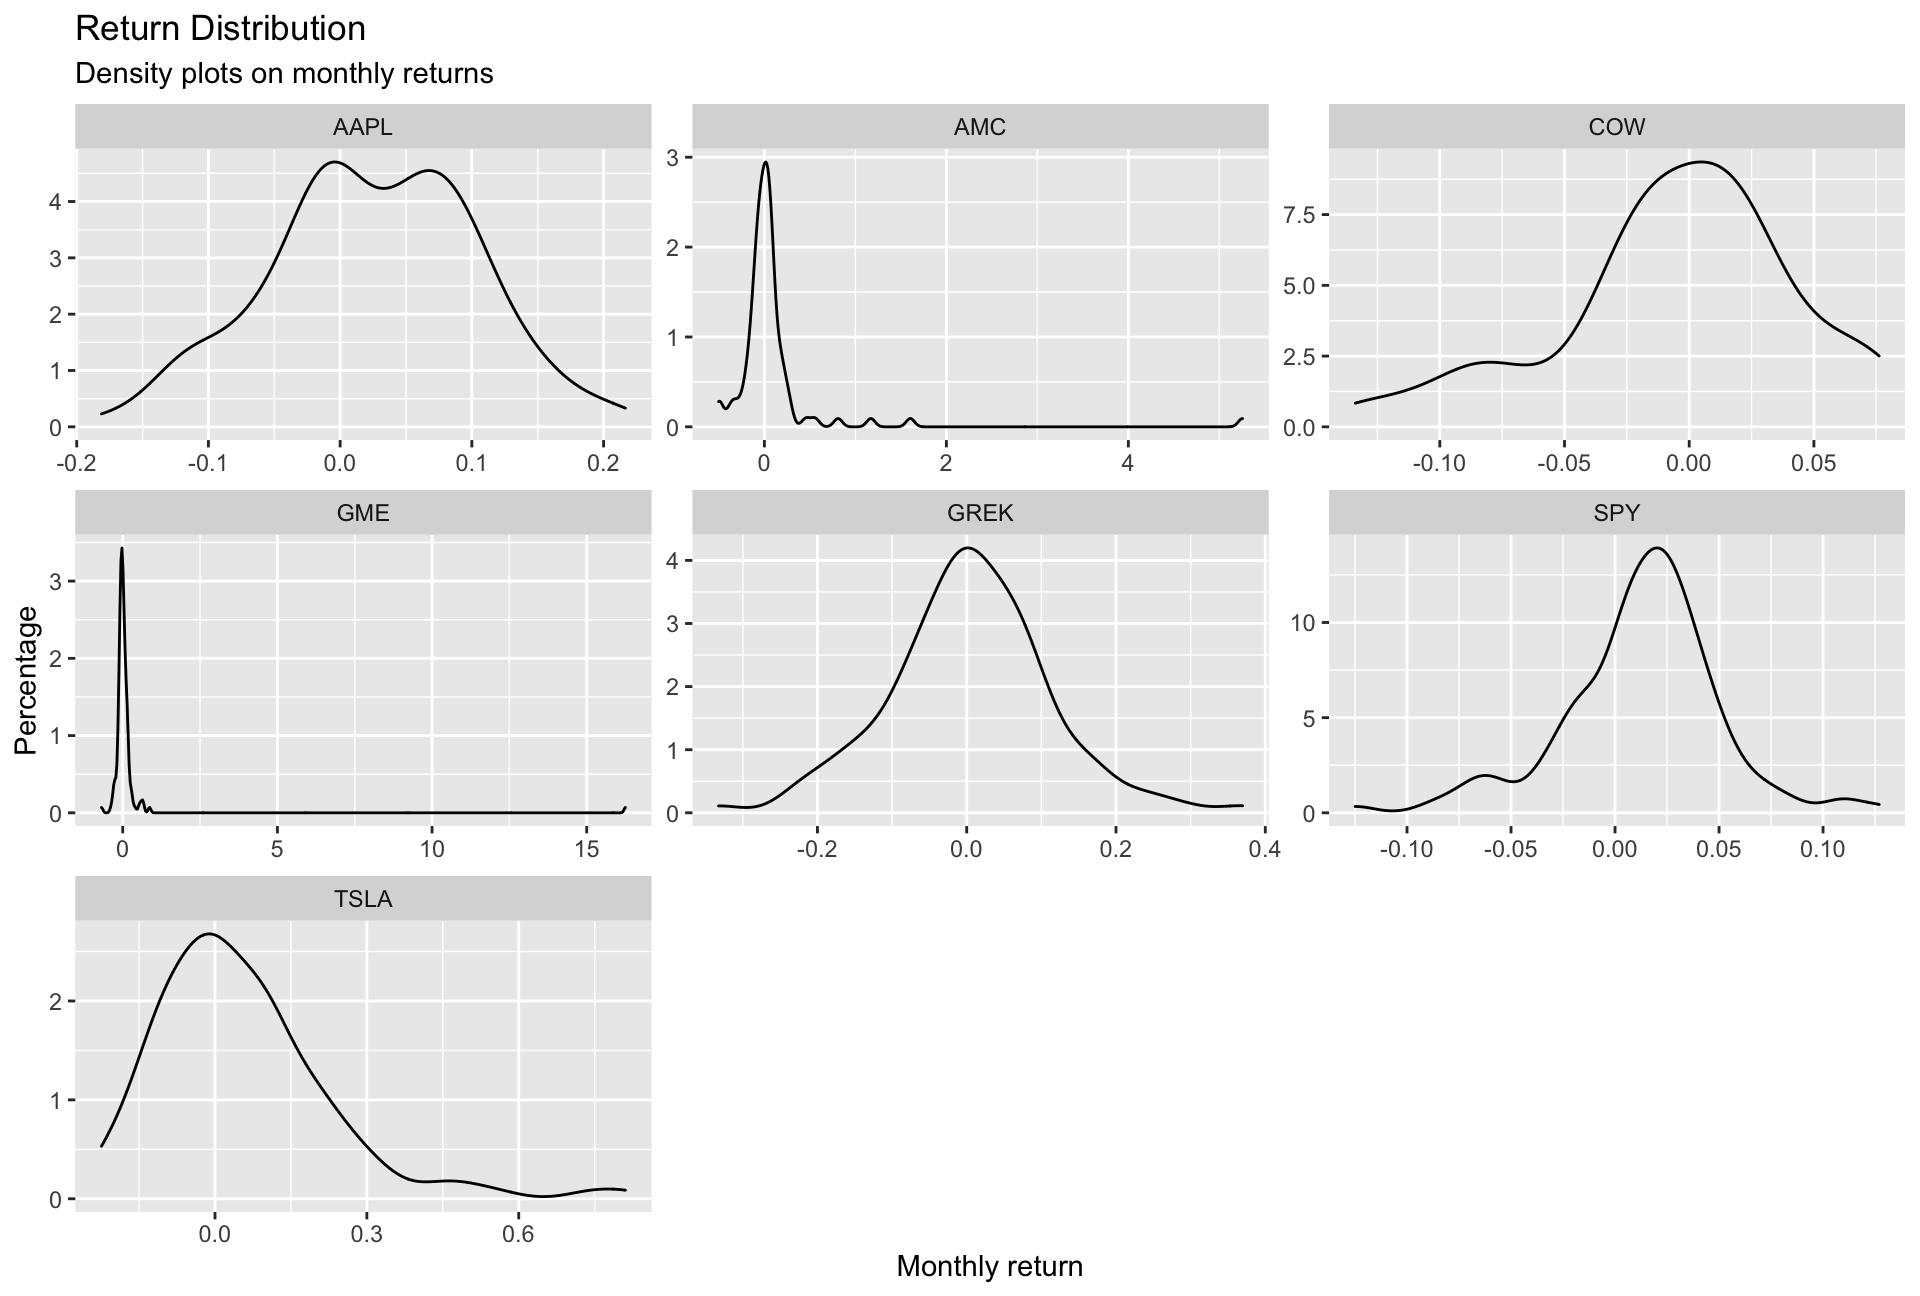 Return Distribution
Density plots on monthly returns
AAPL
AMC
COW
4
3
2
1
0
-0.2 -0.1 0.0 0.1 0.2
3
2
1
0
0 2 4
7.5
5.0
2.5
0.0
-0.10 -0.05 0.00 0.05
GME
GREK
SPY
Percentage
3
2
1
0
0 5 10 15
4
3
2
1
0
-0.2 0.0 0.2 0.4
10
5
0
-0.10 -0.05 0.00 0.05 0.10
TSLA
2
1
0
0.0 0.3 0.6
Monthly return